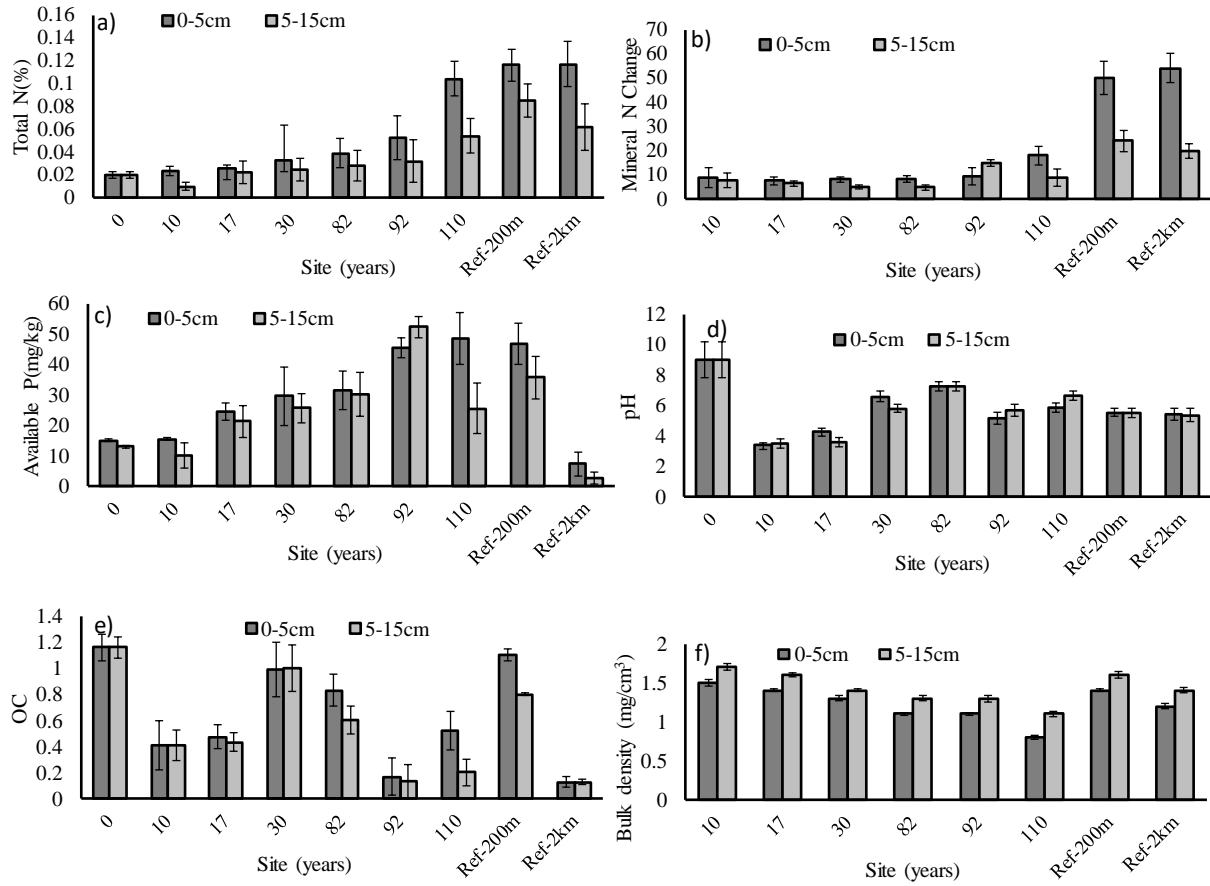 a)
0-5cm 5-15cm
Total N(%)
0.16
0.14
0.12
0.1
0.08
0.06
0.04
0.02
0
0 10 17 30 82 92 110 Ref-200m Ref-2km
Site (years)
b)
0-5cm 5-15cm
Mineral N Change
70
60
50
40
30
20
10
0
10 17 30 82 92 110 Ref-200m Ref-2km
Site (years)
c)
0-5cm 5-15cm
Available P(mg/kg)
60
50
40
30
20
10
0
0 10 17 30 82 92 110 Ref-200m Ref-2km
Site (years)
d)
0-5cm 5-15cm
pH
12
10
8
6
4
2
0
0 10 17 30 82 92 110 Ref-200m Ref-2km
Site (years)
e)
0-5cm 5-15cm
OC
1.4
1.2
1
0.8
0.6
0.4
0.2
0
0 10 17 30 82 92 110 Ref-200m Ref-2km
Site (years)
f)
0-5cm 5-15cm
Bulk density (mg/cm³)
2
1.5
1
0.5
0
10 17 30 82 92 110 Ref-200m Ref-2km
Site (years)